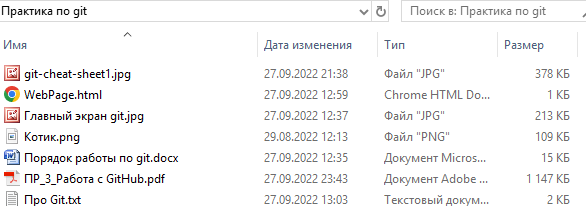 Практика по git Поиск в: Практика по git
Имя Дата изменения Тип Размер
git-cheat-sheet1.jpg 27.09.2022 21:38 Файл "JPG" 378 КБ
WebPage.html 27.09.2022 12:59 Chrome HTML Do... 1 КБ
Главный экран git.jpg 27.09.2022 12:37 Файл "JPG" 213 КБ
Котик.png 29.08.2022 12:13 Файл "PNG" 109 КБ
Порядок работы по git.docx 27.09.2022 12:35 Документ Micros... 15 КБ
ПР_3_Работа с GitHub.pdf 27.09.2022 23:43 Документ Adobe ... 1 147 КБ
Про Git.txt 27.09.2022 13:03 Текстовый докум... 2 КБ